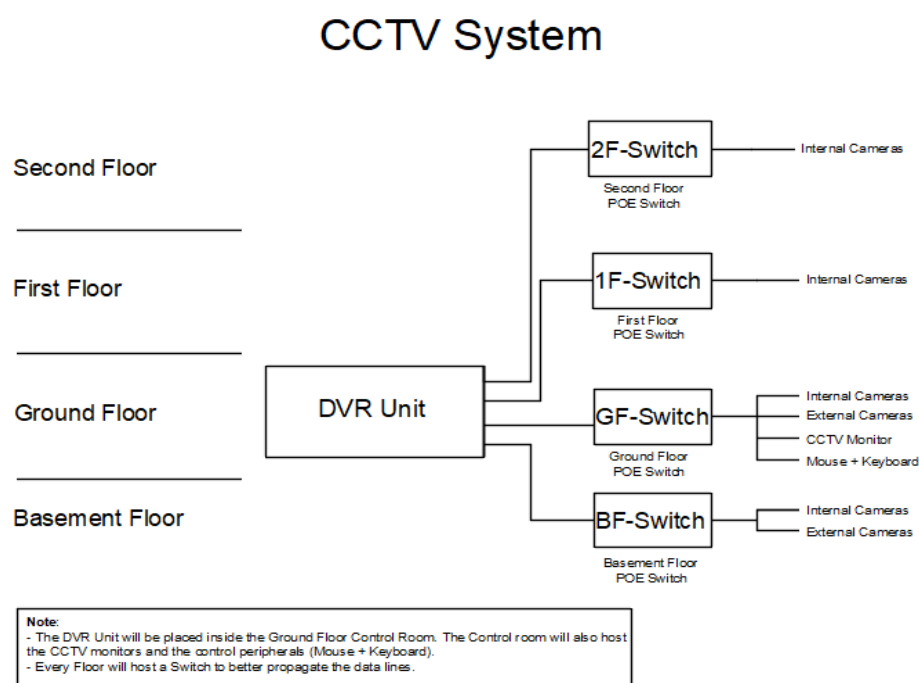 CCTV System
Second Floor
First Floor
Ground Floor
Basement Floor
DVR Unit
2F-Switch
Second Floor
POE Switch
Internal Cameras
1F-Switch
First Floor
POE Switch
Internal Cameras
GF-Switch
Ground Floor
POE Switch
Internal Cameras
External Cameras
CCTV Monitor
Mouse + Keyboard
BF-Switch
Basement Floor
POE Switch
Internal Cameras
External Cameras
Note:
- The DVR Unit will be placed inside the Ground Floor Control Room. The Control room will also host
the CCTV monitors and the control peripherals (Mouse + Keyboard).
- Every Floor will host a Switch to better propagate the data lines.